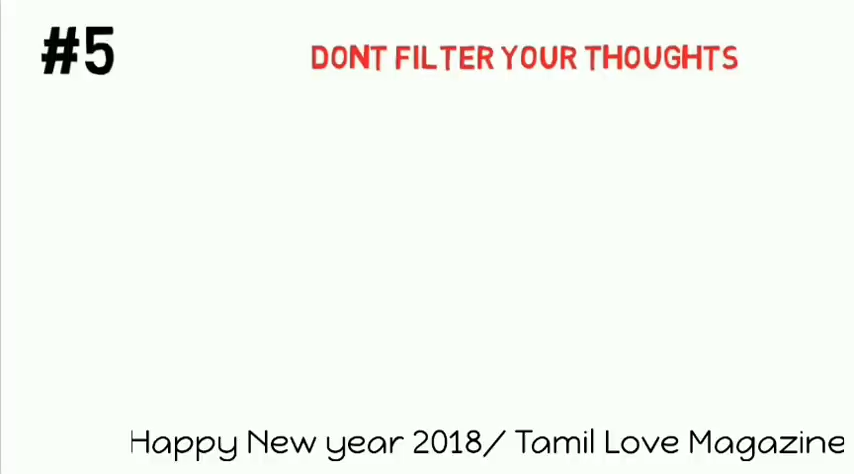 #5
DONT FILTER YOUR THOUGHTS
Happy New year 2018/ Tamil Love Magazine